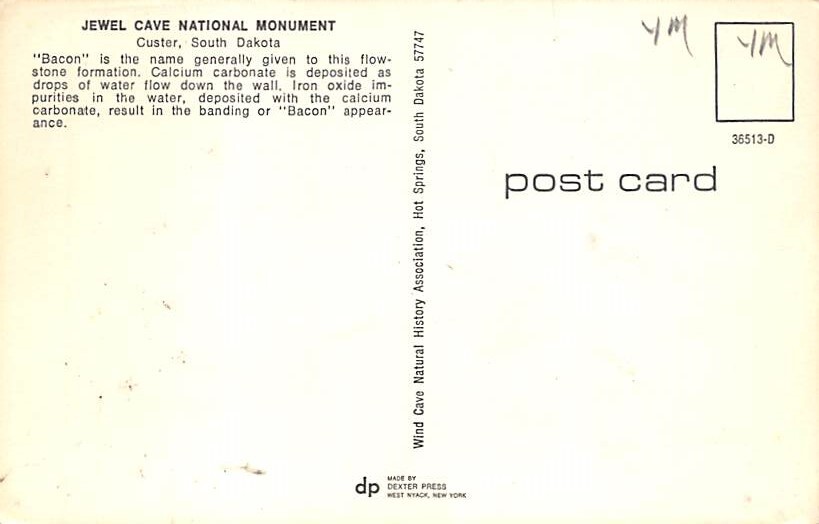 JEWEL CAVE NATIONAL MONUMENT
Custer, South Dakota
"Bacon" is the name generally given to this flow-
stone formation. Calcium carbonate is deposited as
drops of water flow down the wall. Iron oxide im-
purities in the water, deposited with the calcium
carbonate, result in the banding or "Bacon" appear-
ance.
Wind Cave Natural History Association, Hot Springs, South Dakota 57747
YM
YM
36513-D
post card
dp
MADE BY
DEXTER PRESS
WEST NYACK, NEW YORK